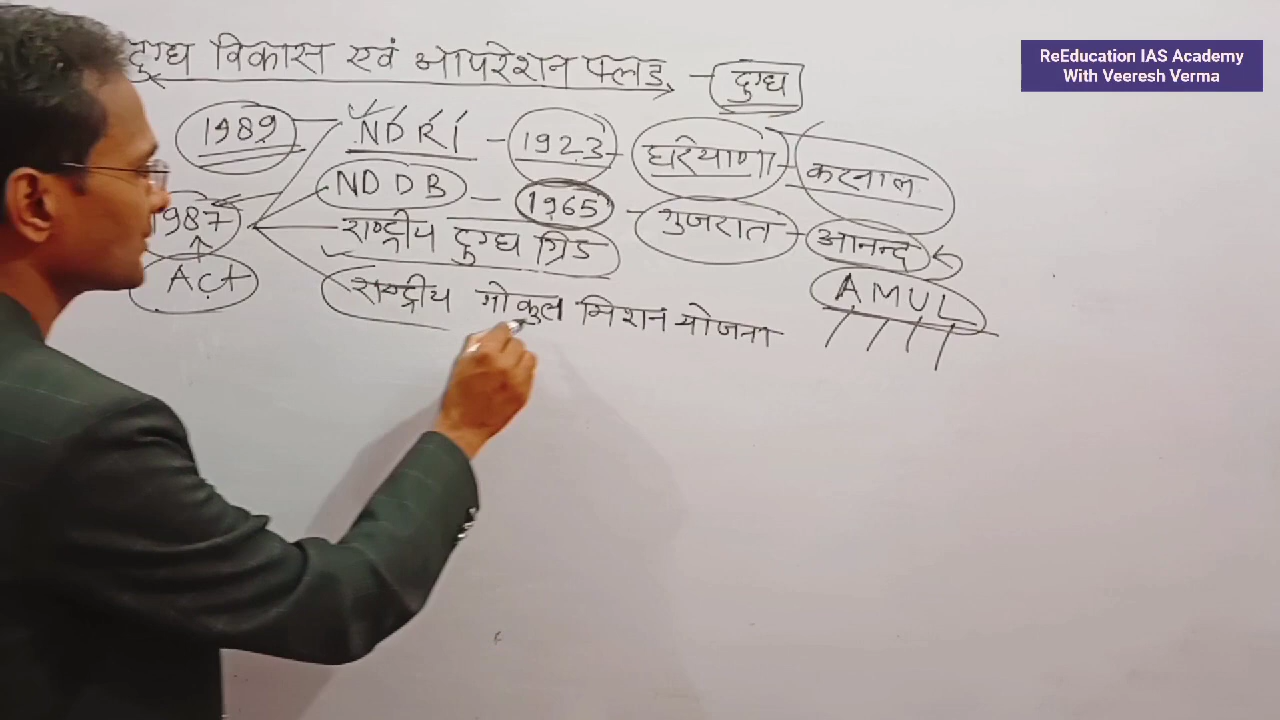 दुग्ध विकास एवं आपरेशन फ्लड - दुग्ध
ReEducation IAS Academy
With Veeresh Verma
1989 NDRI - 1923 - हरियाणा - करनाल
NDDB - 1965 - गुजरात - आनन्द
1987 राष्ट्रीय दुग्ध ग्रिड
Act राष्ट्रीय गोकुल मिशन योजना AMUL